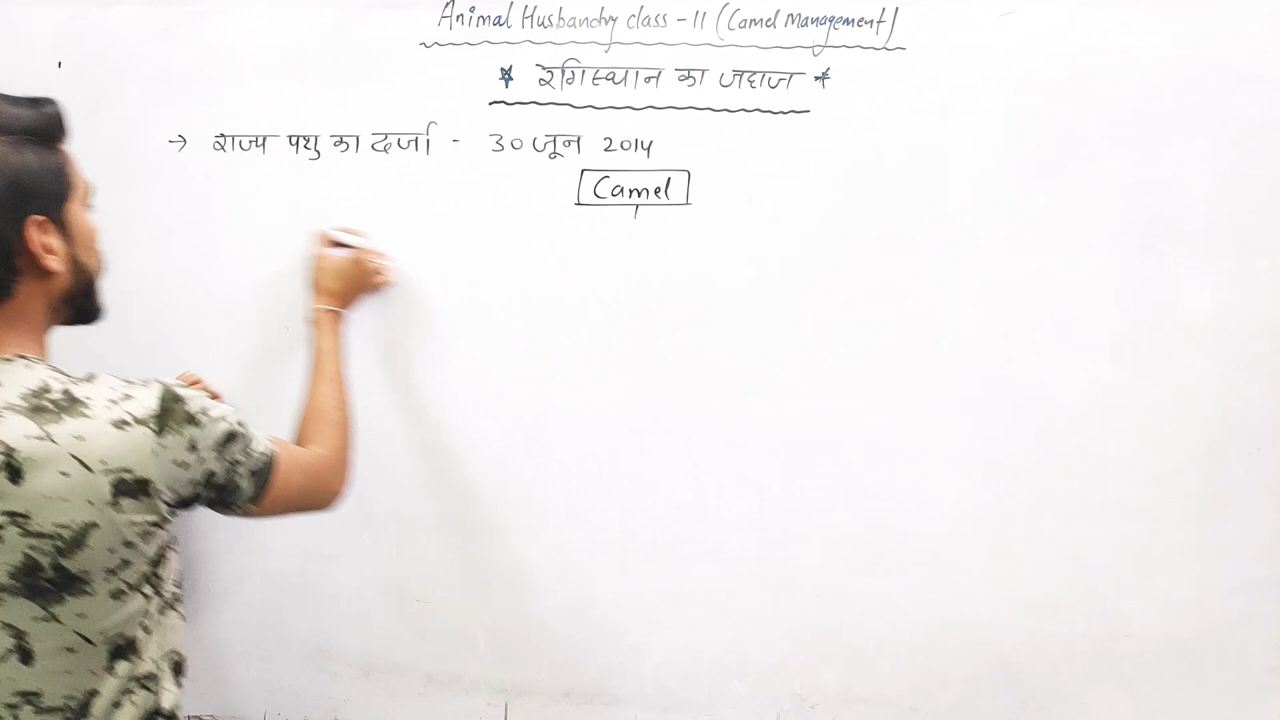 Animal Husbandry class - 11 (Camel Management)
* रेगिस्थान का जहाज *
→ राज्य पशु का दर्जा - 30 जून 2014
Camel